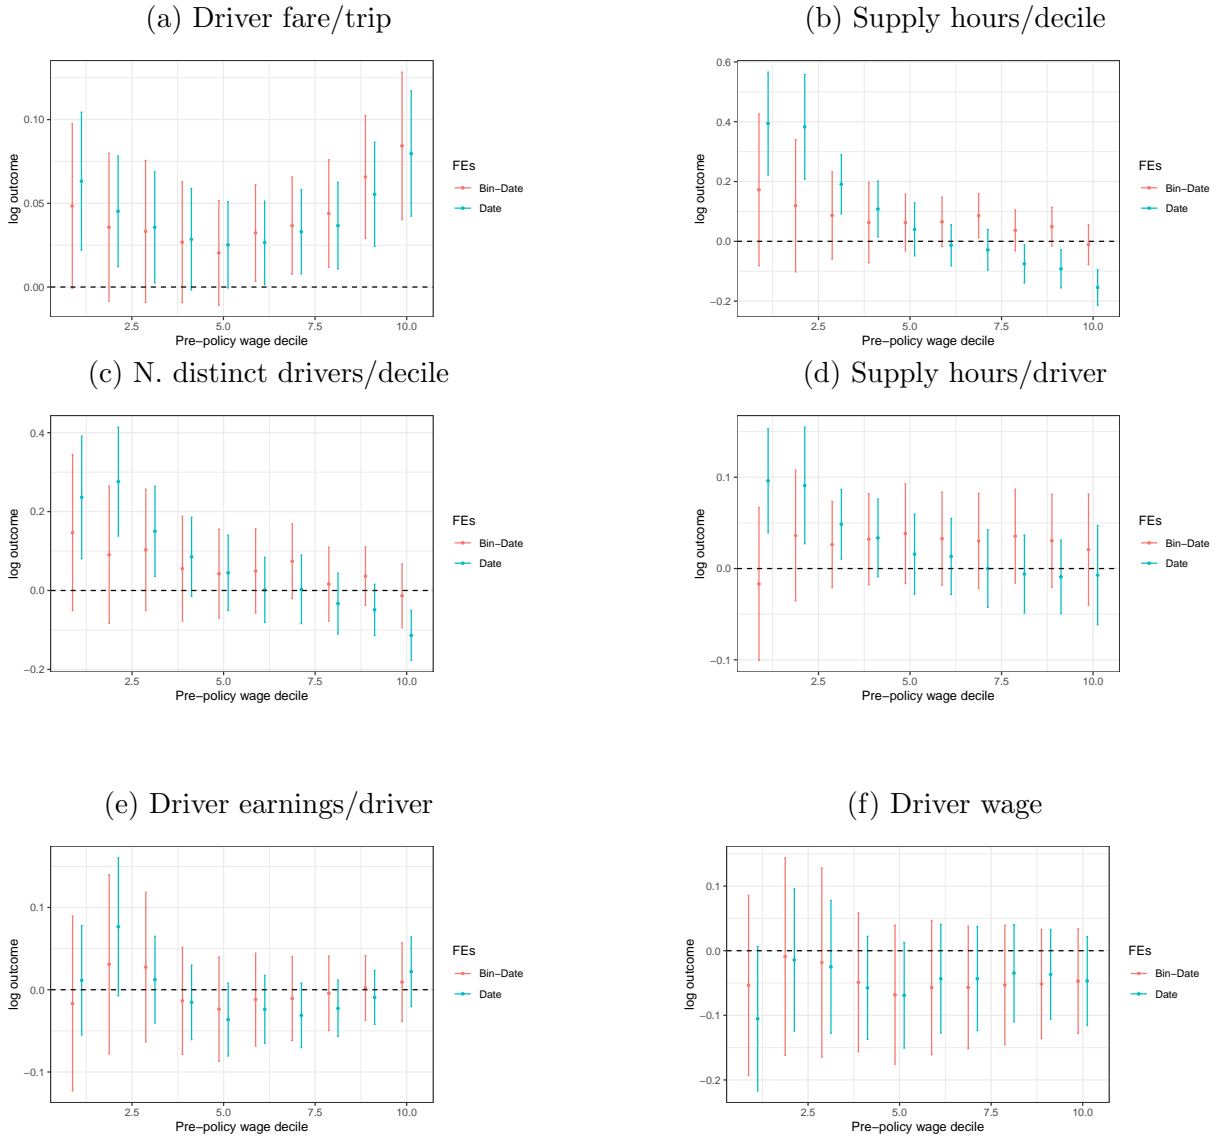 (a) Driver fare/trip
0.10
0.05
0.00
log outcome
2.5 5.0 7.5 10.0
Pre−policy wage decile
FEs
Bin−Date
Date
(b) Supply hours/decile
0.6
0.4
0.2
0.0
−0.2
log outcome
2.5 5.0 7.5 10.0
Pre−policy wage decile
FEs
Bin−Date
Date
(c) N. distinct drivers/decile
0.4
0.2
0.0
−0.2
log outcome
2.5 5.0 7.5 10.0
Pre−policy wage decile
FEs
Bin−Date
Date
(d) Supply hours/driver
0.1
0.0
−0.1
log outcome
2.5 5.0 7.5 10.0
Pre−policy wage decile
FEs
Bin−Date
Date
(e) Driver earnings/driver
0.1
0.0
−0.1
log outcome
2.5 5.0 7.5 10.0
Pre−policy wage decile
FEs
Bin−Date
Date
(f) Driver wage
0.1
0.0
−0.1
−0.2
log outcome
2.5 5.0 7.5 10.0
Pre−policy wage decile
FEs
Bin−Date
Date